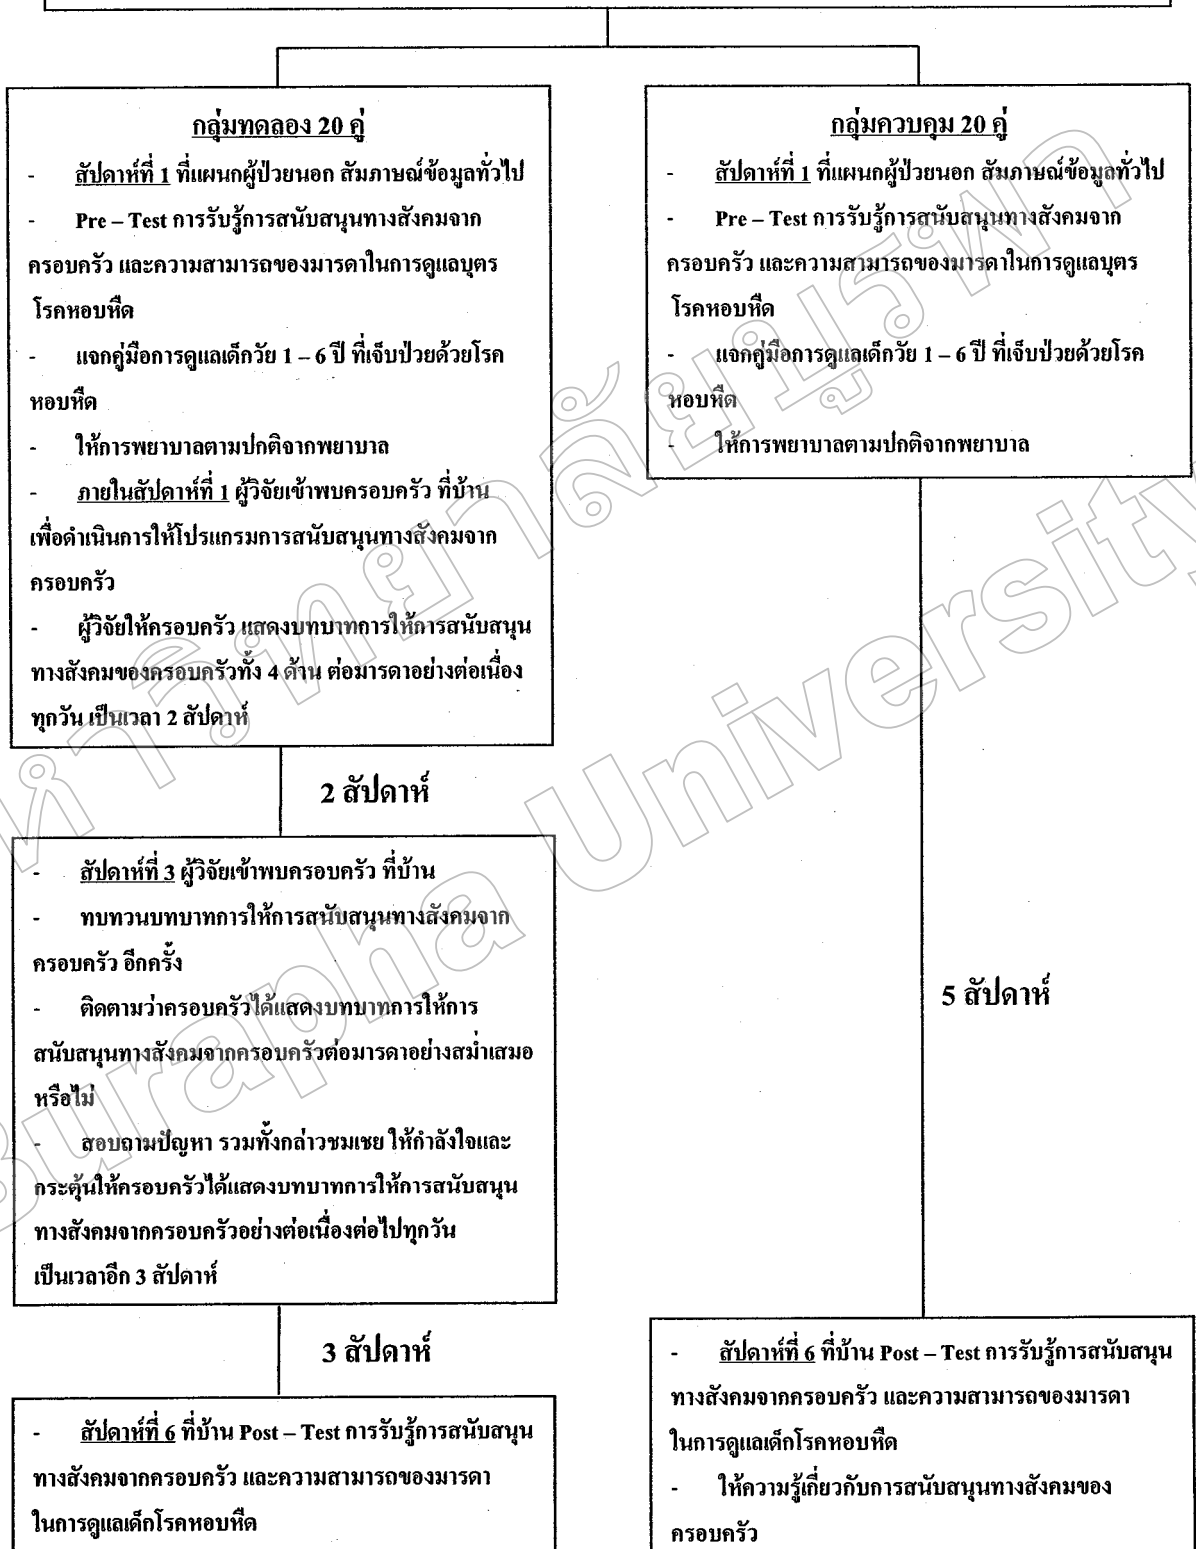 กลุ่มทดลอง 20 คู่
- สัปดาห์ที่ 1 ที่แผนกผู้ป่วยนอก สัมภาษณ์ข้อมูลทั่วไป
- Pre – Test การรับรู้การสนับสนุนทางสังคมจาก
ครอบครัว และความสามารถของมารดาในการดูแลบุตร
โรคหอบหืด
- แจกคู่มือการดูแลเด็กวัย 1 – 6 ปี ที่เจ็บป่วยด้วยโรค
หอบหืด
- ให้การพยาบาลตามปกติจากพยาบาล
- ภายในสัปดาห์ที่ 1 ผู้วิจัยเข้าพบครอบครัว ที่บ้าน
เพื่อดำเนินการให้โปรแกรมการสนับสนุนทางสังคมจาก
ครอบครัว
- ผู้วิจัยให้ครอบครัว แสดงบทบาทการให้การสนับสนุน
ทางสังคมของครอบครัวทั้ง 4 ด้าน ต่อมารดาอย่างต่อเนื่อง
ทุกวัน เป็นเวลา 2 สัปดาห์
2 สัปดาห์
- สัปดาห์ที่ 3 ผู้วิจัยเข้าพบครอบครัว ที่บ้าน
- ทบทวนบทบาทการให้การสนับสนุนทางสังคมจาก
ครอบครัว อีกครั้ง
- ติดตามว่าครอบครัวได้แสดงบทบาทการให้การ
สนับสนุนทางสังคมจากครอบครัวต่อมารดาอย่างสม่ำเสมอ
หรือไม่
- สอบถามปัญหา รวมทั้งกล่าวชมเชย ให้กำลังใจและ
กระตุ้นให้ครอบครัวได้แสดงบทบาทการให้การสนับสนุน
ทางสังคมจากครอบครัวอย่างต่อเนื่องต่อไปทุกวัน
เป็นเวลาอีก 3 สัปดาห์
3 สัปดาห์
- สัปดาห์ที่ 6 ที่บ้าน Post – Test การรับรู้การสนับสนุน
ทางสังคมจากครอบครัว และความสามารถของมารดา
ในการดูแลเด็กโรคหอบหืด
กลุ่มควบคุม 20 คู่
- สัปดาห์ที่ 1 ที่แผนกผู้ป่วยนอก สัมภาษณ์ข้อมูลทั่วไป
- Pre – Test การรับรู้การสนับสนุนทางสังคมจาก
ครอบครัว และความสามารถของมารดาในการดูแลบุตร
โรคหอบหืด
- แจกคู่มือการดูแลเด็กวัย 1 – 6 ปี ที่เจ็บป่วยด้วยโรค
หอบหืด
- ให้การพยาบาลตามปกติจากพยาบาล
5 สัปดาห์
- สัปดาห์ที่ 6 ที่บ้าน Post – Test การรับรู้การสนับสนุน
ทางสังคมจากครอบครัว และความสามารถของมารดา
ในการดูแลเด็กโรคหอบหืด
- ให้ความรู้เกี่ยวกับการสนับสนุนทางสังคมของ
ครอบครัว
หาวิทยาลัยบูรพา
Burapha University